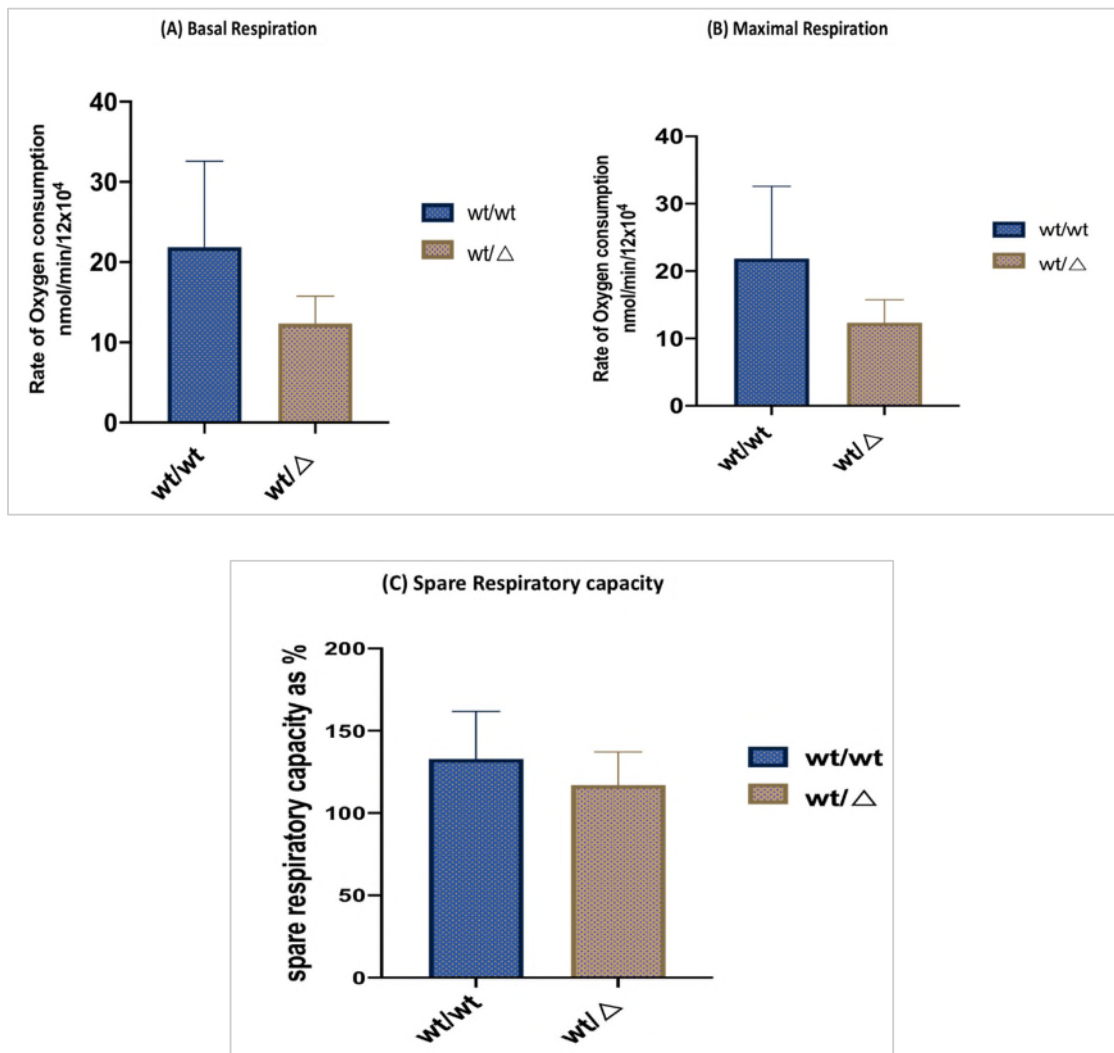 (A) Basal Respiration
Rate of Oxygen consumption
nmol/min/12x10⁴
40
30
20
10
0
wt/wt
wt/△
wt/wt
wt/△
(B) Maximal Respiration
Rate of Oxygen consumption
nmol/min/12x10⁴
40
30
20
10
0
wt/wt
wt/△
wt/wt
wt/△
(C) Spare Respiratory capacity
spare respiratory capacity as %
200
150
100
50
0
wt/wt
wt/△
wt/wt
wt/△